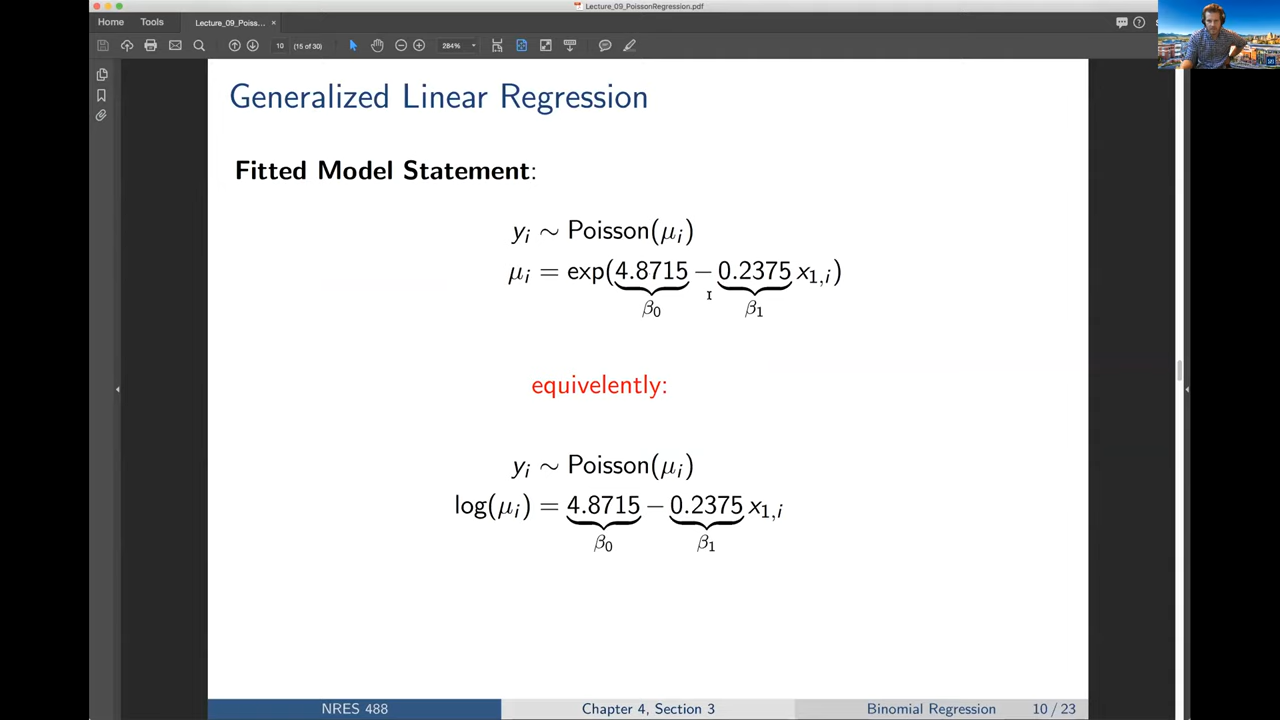 Lecture_09_PoissonRegression.pdf
Home Tools Lecture_09_Poiss... ×
10 (15 of 30) 284%
Generalized Linear Regression
Fitted Model Statement:
yᵢ ∼ Poisson(μᵢ)
μᵢ = exp(4.8715 − 0.2375 x₁,ᵢ)
β₀ β₁
equivelently:
yᵢ ∼ Poisson(μᵢ)
log(μᵢ) = 4.8715 − 0.2375 x₁,ᵢ
β₀ β₁
NRES 488 Chapter 4, Section 3 Binomial Regression 10 / 23